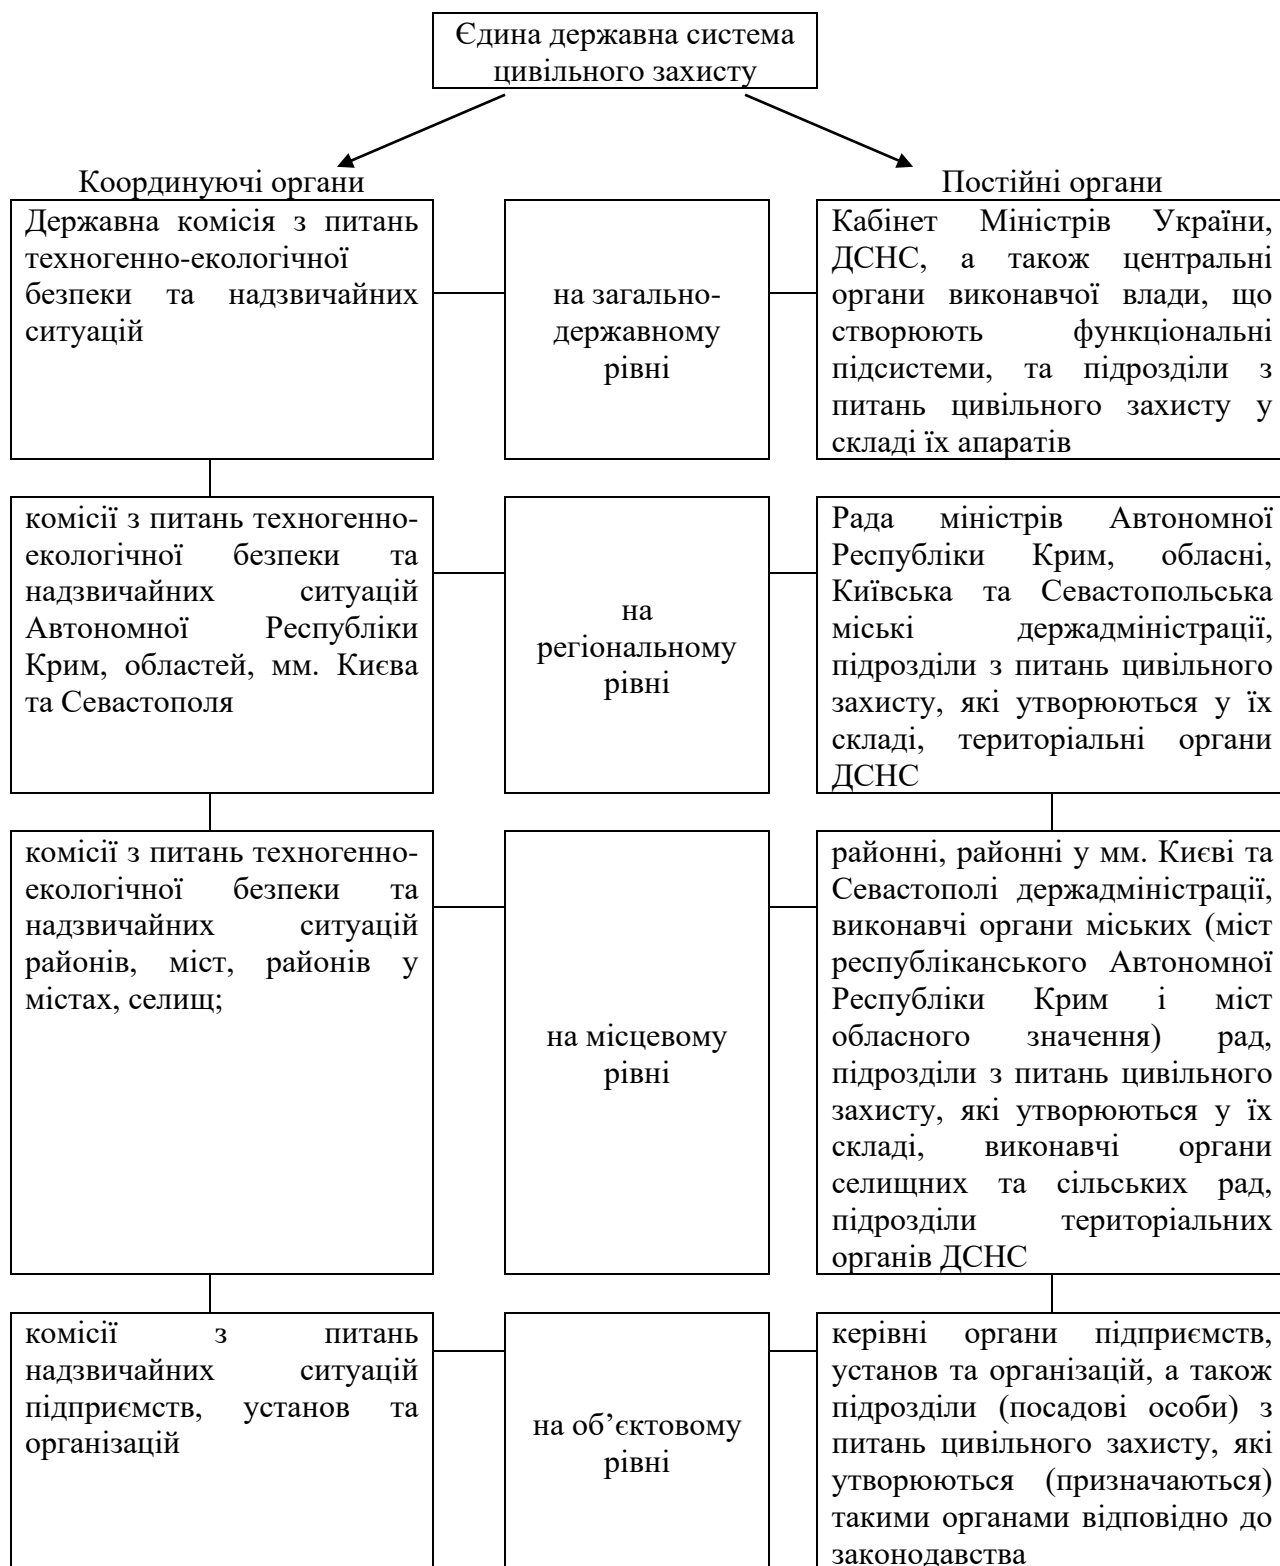 Єдина державна система
цивільного захисту
Координуючі органи
Постійні органи
Державна комісія з питань
техногенно-екологічної
безпеки та надзвичайних
ситуацій
на загально-
державному
рівні
Кабінет Міністрів України,
ДСНС, а також центральні
органи виконавчої влади, що
створюють функціональні
підсистеми, та підрозділи з
питань цивільного захисту у
складі їх апаратів
комісії з питань техногенно-
екологічної безпеки та
надзвичайних ситуацій
Автономної Республіки
Крим, областей, мм. Києва
та Севастополя
на
регіональному
рівні
Рада міністрів Автономної
Республіки Крим, обласні,
Київська та Севастопольська
міські держадміністрації,
підрозділи з питань цивільного
захисту, які утворюються у їх
складі, територіальні органи
ДСНС
комісії з питань техногенно-
екологічної безпеки та
надзвичайних ситуацій
районів, міст, районів у
містах, селищ;
на місцевому
рівні
районні, районні у мм. Києві та
Севастополі держадміністрації,
виконавчі органи міських (міст
республіканського Автономної
Республіки Крим і міст
обласного значення) рад,
підрозділи з питань цивільного
захисту, які утворюються у їх
складі, виконавчі органи
селищних та сільських рад,
підрозділи територіальних
органів ДСНС
комісії з питань
надзвичайних ситуацій
підприємств, установ та
організацій
на об’єктовому
рівні
керівні органи підприємств,
установ та організацій, а також
підрозділи (посадові особи) з
питань цивільного захисту, які
утворюються (призначаються)
такими органами відповідно до
законодавства